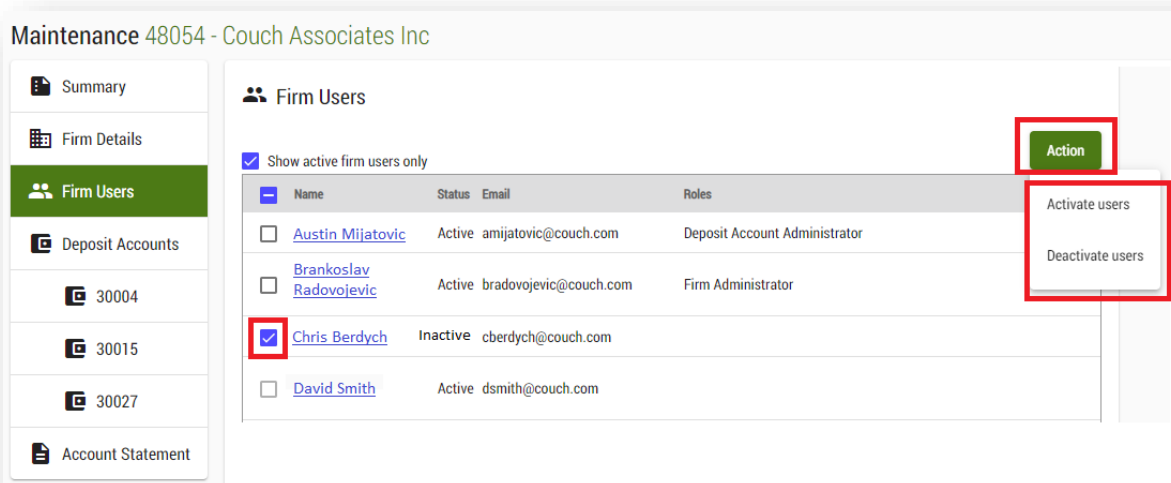 Maintenance 48054 - Couch Associates Inc
Summary
Firm Details
Firm Users
Deposit Accounts
30004
30015
30027
Account Statement
Firm Users
Show active firm users only
Action
Activate users
Deactivate users
Name Status Email Roles
Austin Mijatovic Active amijatovic@couch.com Deposit Account Administrator
Brankoslav
Radovojevic Active bradovojevic@couch.com Firm Administrator
Chris Berdych Inactive cberdych@couch.com
David Smith Active dsmith@couch.com